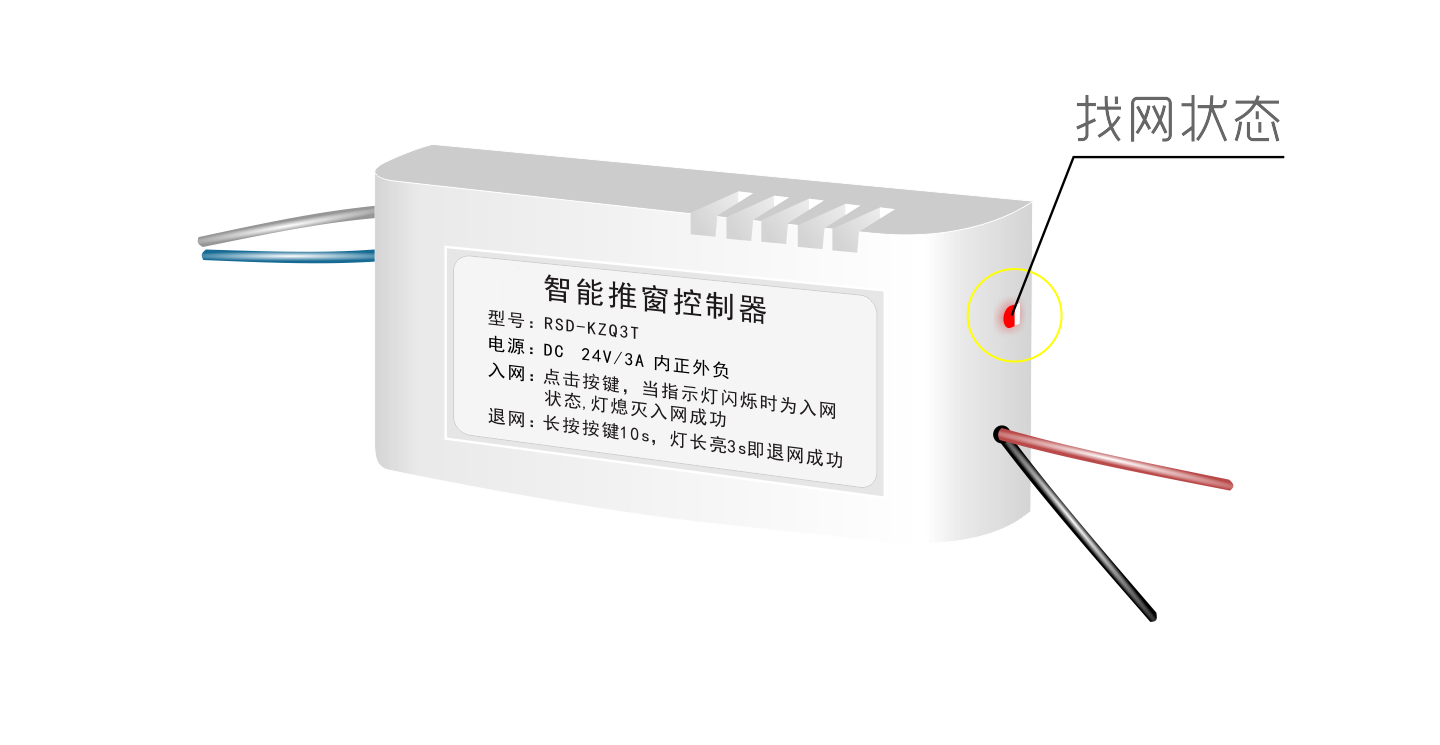 找网状态
智能推窗控制器
型号：RSD-KZQ3T
电源：DC 24V/3A 内正外负
入网：点击按键，当指示灯闪烁时为入网
状态,灯熄灭入网成功
退网：长按按键10s，灯长亮3s即退网成功